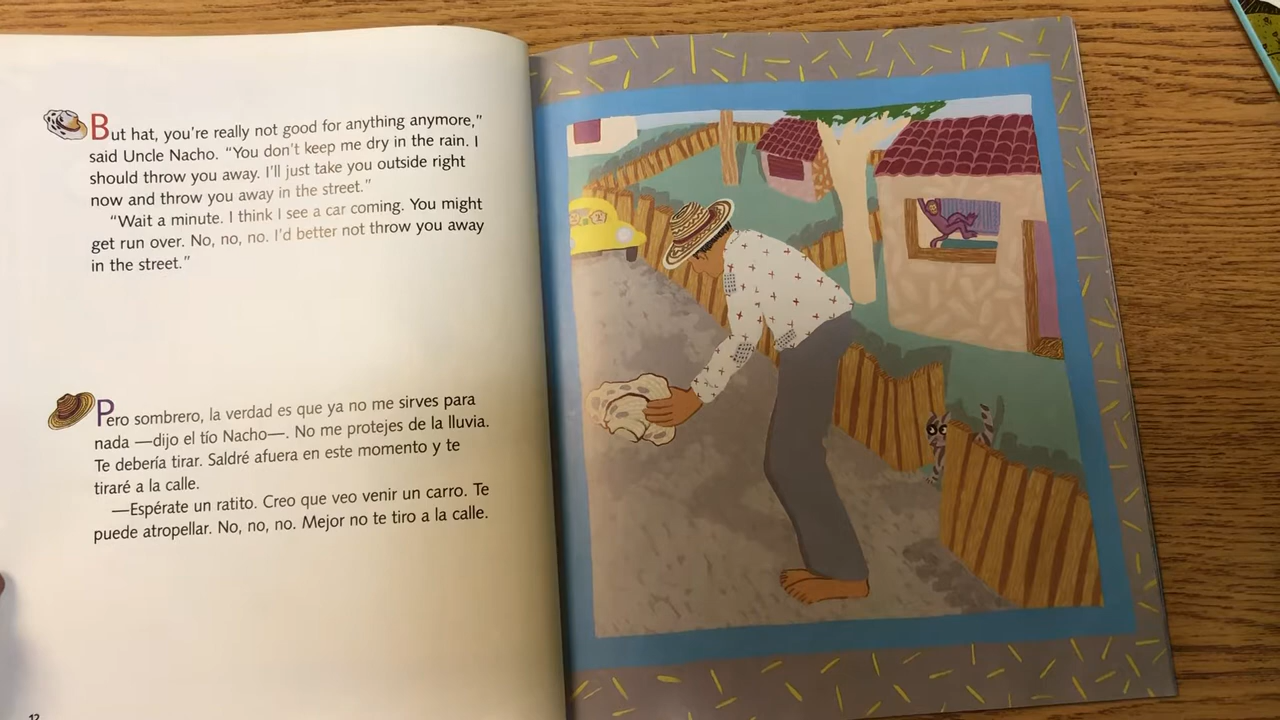 But hat, you're really not good for anything anymore,"
said Uncle Nacho. "You don't keep me dry in the rain. I
should throw you away. I'll just take you outside right
now and throw you away in the street."
"Wait a minute. I think I see a car coming. You might
get run over. No, no, no. I'd better not throw you away
in the street."
Pero sombrero, la verdad es que ya no me sirves para
nada —dijo el tío Nacho—. No me protejes de la lluvia.
Te debería tirar. Saldré afuera en este momento y te
tiraré a la calle.
—Espérate un ratito. Creo que veo venir un carro. Te
puede atropellar. No, no, no. Mejor no te tiro a la calle.